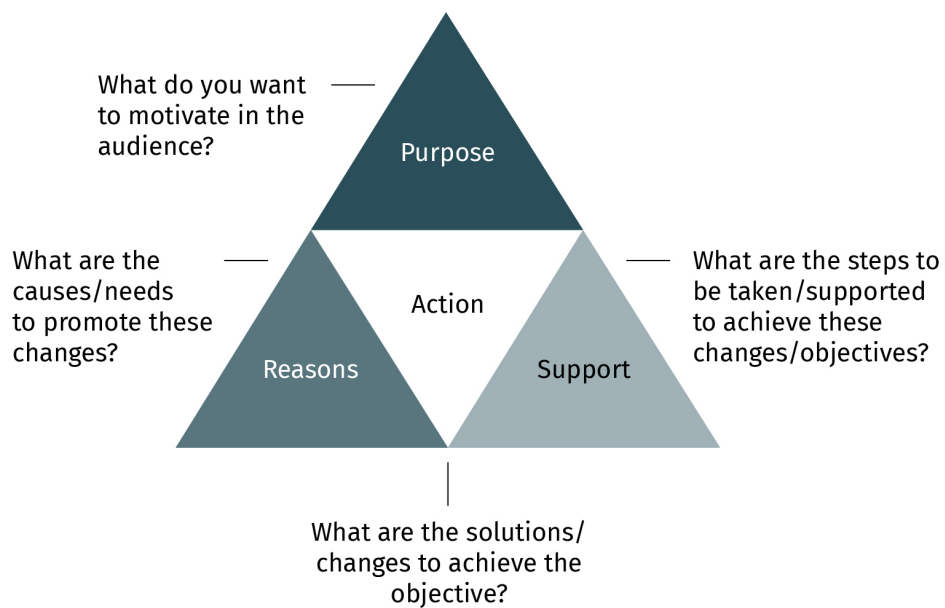 What do you want
to motivate in the
audience?
Purpose
What are the
causes/needs
to promote these
changes?
Action
What are the steps to
be taken/supported
to achieve these
changes/objectives?
Reasons
Support
What are the solutions/
changes to achieve the
objective?